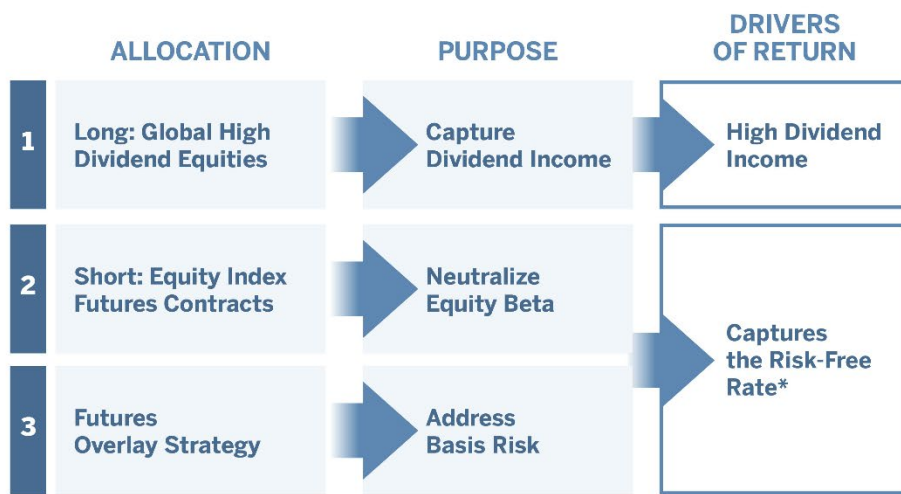 ALLOCATION
PURPOSE
DRIVERS
OF RETURN
1
Long: Global High
Dividend Equities
Capture
Dividend Income
High Dividend
Income
2
Short: Equity Index
Futures Contracts
Neutralize
Equity Beta
Captures
the Risk-Free
Rate*
3
Futures
Overlay Strategy
Address
Basis Risk